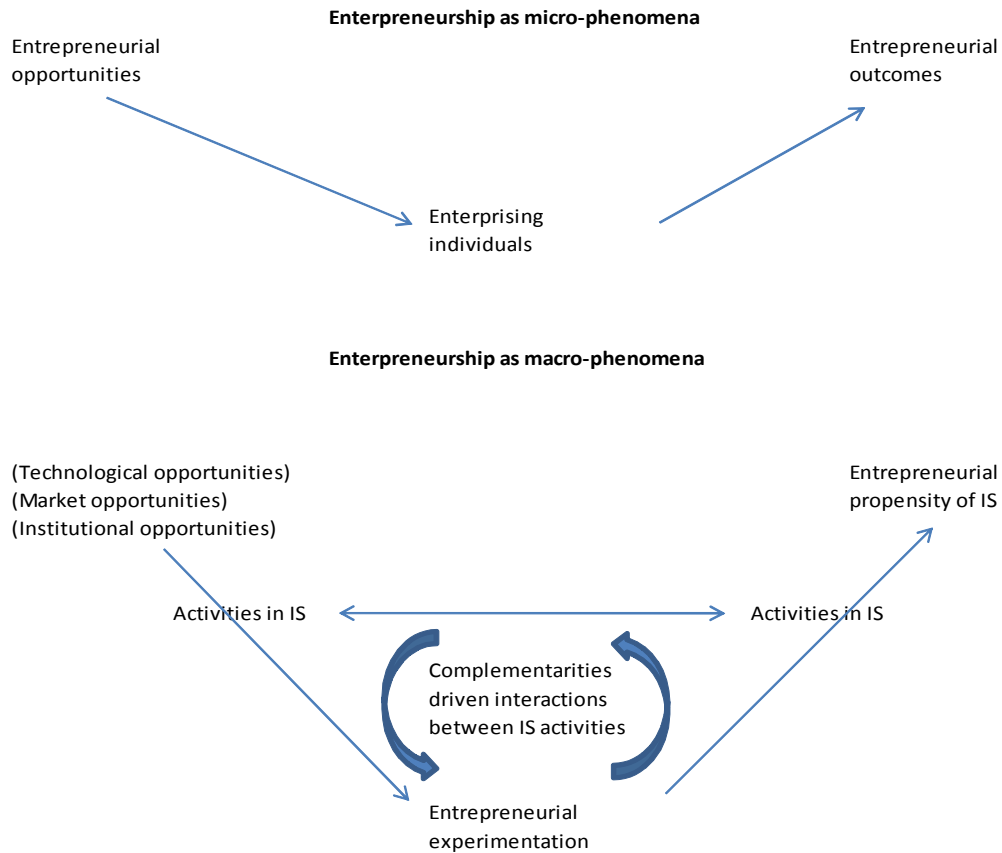 Enterpreneurship as micro-phenomena
Entrepreneurial
opportunities
Entrepreneurial
outcomes
Enterprising
individuals
Enterpreneurship as macro-phenomena
(Technological opportunities)
(Market opportunities)
(Institutional opportunities)
Entrepreneurial
propensity of IS
Activities in IS
Activities in IS
Complementarities
driven interactions
between IS activities
Entrepreneurial
experimentation